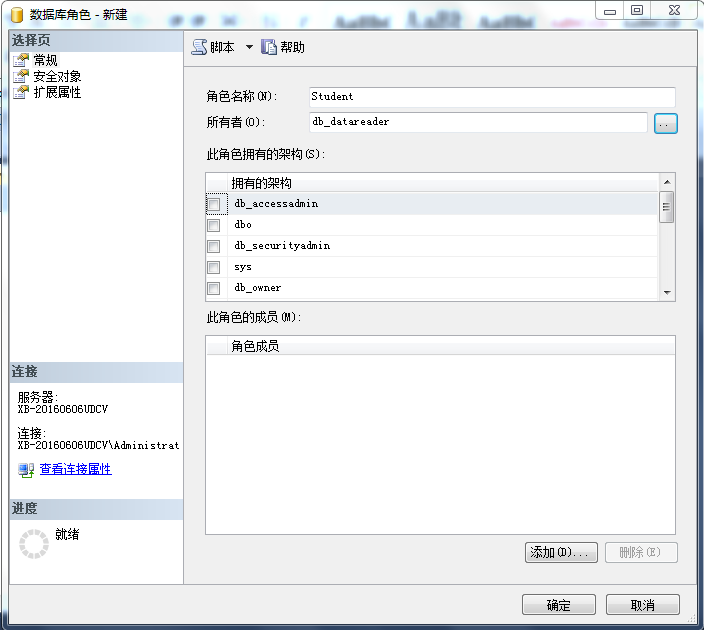 数据库角色 - 新建
选择页
常规
安全对象
扩展属性
脚本
帮助
角色名称(N):
Student
所有者(O):
db_datareader
..
此角色拥有的架构(S):
拥有的架构
db_accessadmin
dbo
db_securityadmin
sys
db_owner
此角色的成员(M):
角色成员
连接
服务器:
XB-20160606UDCV
连接:
XB-20160606UDCV\Administrat
查看连接属性
进度
就绪
添加(D)...
删除(E)
确定
取消